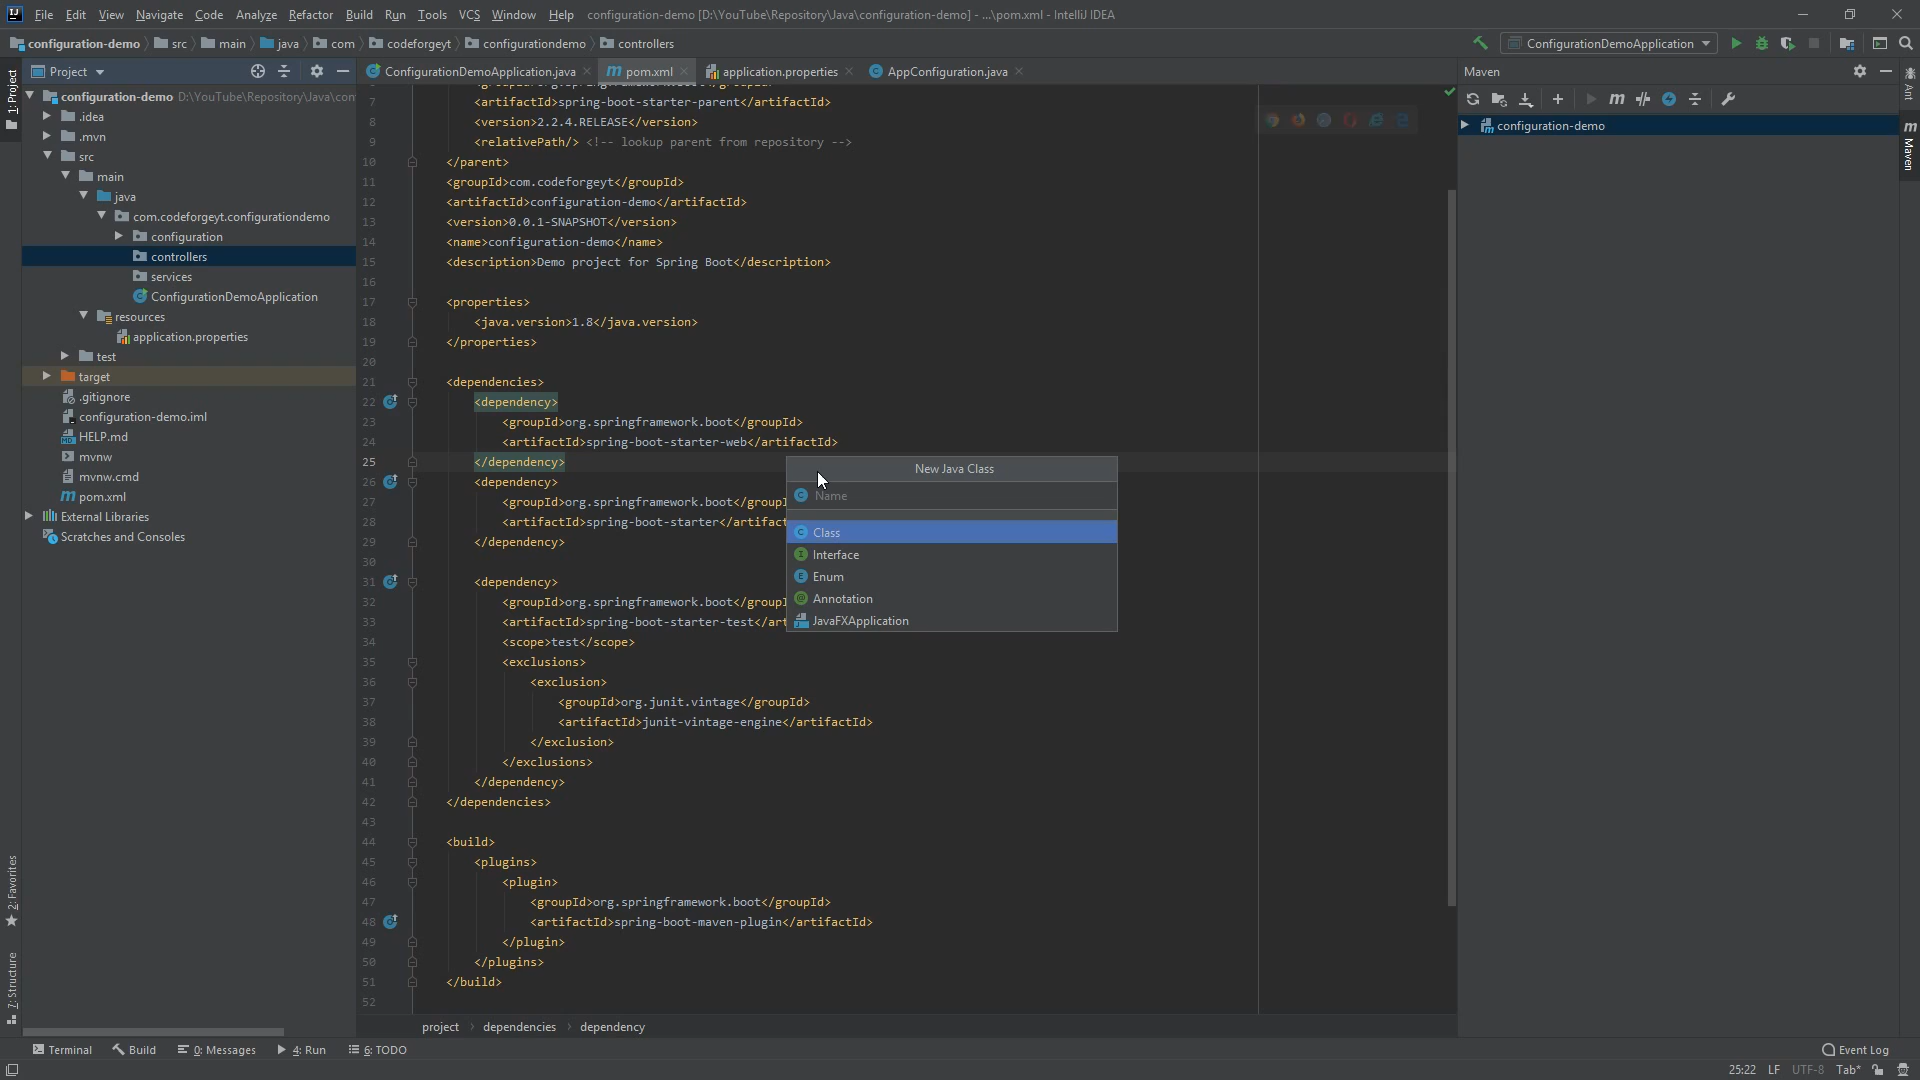 File Edit View Navigate Code Analyze Refactor Build Run Tools VCS Window Help configuration-demo [D:\YouTube\Repository\Java\configuration-demo] - ...\pom.xml - IntelliJ IDEA
configuration-demo src main java com codeforgeyt configurationdemo controllers
ConfigurationDemoApplication
Project
ConfigurationDemoApplication.java pom.xml application.properties AppConfiguration.java
Maven
1: Project
configuration-demo D:\YouTube\Repository\Java\con
.idea
.mvn
src
main
java
com.codeforgeyt.configurationdemo
configuration
controllers
services
ConfigurationDemoApplication
resources
application.properties
test
target
.gitignore
configuration-demo.iml
HELP.md
mvnw
mvnw.cmd
pom.xml
External Libraries
Scratches and Consoles
2: Favorites
7: Structure
7 <artifactId>spring-boot-starter-parent</artifactId>
8 <version>2.2.4.RELEASE</version>
9 <relativePath/> <!-- lookup parent from repository -->
10 </parent>
11 <groupId>com.codeforgeyt</groupId>
12 <artifactId>configuration-demo</artifactId>
13 <version>0.0.1-SNAPSHOT</version>
14 <name>configuration-demo</name>
15 <description>Demo project for Spring Boot</description>
16
17 <properties>
18 <java.version>1.8</java.version>
19 </properties>
20
21 <dependencies>
22 <dependency>
23 <groupId>org.springframework.boot</groupId>
24 <artifactId>spring-boot-starter-web</artifactId>
25 </dependency>
26 <dependency>
27 <groupId>org.springframework.boot</groupI
28 <artifactId>spring-boot-starter</artifact
29 </dependency>
30
31 <dependency>
32 <groupId>org.springframework.boot</groupI
33 <artifactId>spring-boot-starter-test</art
34 <scope>test</scope>
35 <exclusions>
36 <exclusion>
37 <groupId>org.junit.vintage</groupId>
38 <artifactId>junit-vintage-engine</artifactId>
39 </exclusion>
40 </exclusions>
41 </dependency>
42 </dependencies>
43
44 <build>
45 <plugins>
46 <plugin>
47 <groupId>org.springframework.boot</groupId>
48 <artifactId>spring-boot-maven-plugin</artifactId>
49 </plugin>
50 </plugins>
51 </build>
52
New Java Class
Name
Class
Interface
Enum
Annotation
JavaFXApplication
configuration-demo
Ant
Maven
project dependencies dependency
Terminal Build 0: Messages 4: Run 6: TODO
Event Log
25:22 LF UTF-8 Tab*